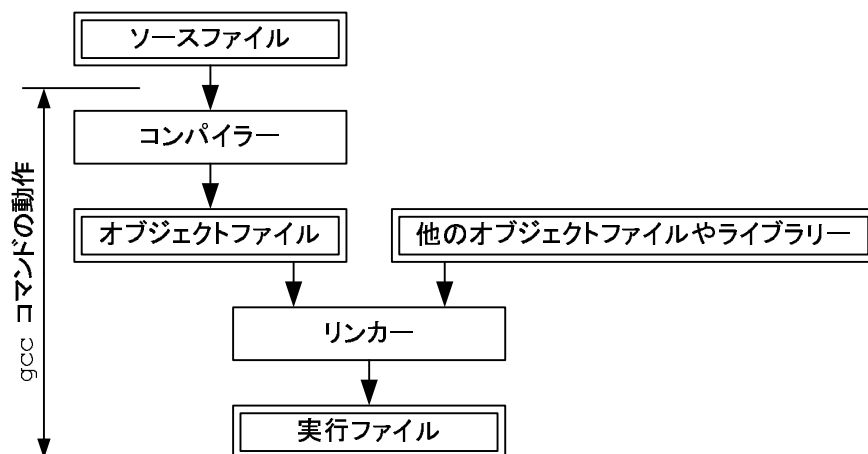 ソースファイル
コンパイラー
オブジェクトファイル
他のオブジェクトファイルやライブラリー
リンカー
実行ファイル
gcc コマンドの動作